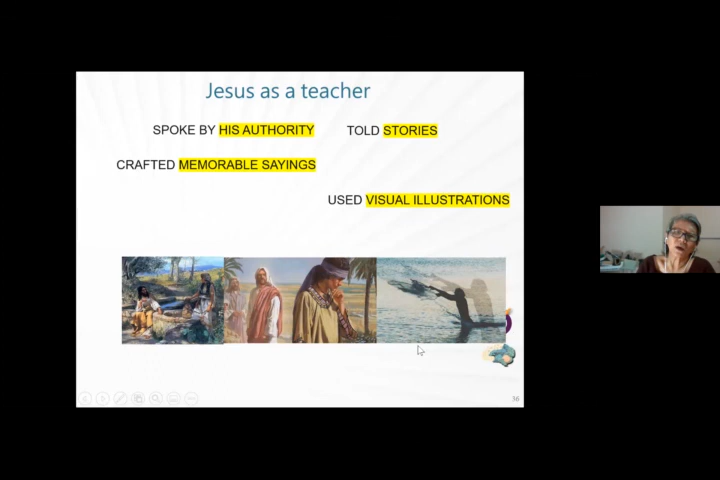 Jesus as a teacher
SPOKE BY HIS AUTHORITY TOLD STORIES
CRAFTED MEMORABLE SAYINGS
USED VISUAL ILLUSTRATIONS
36